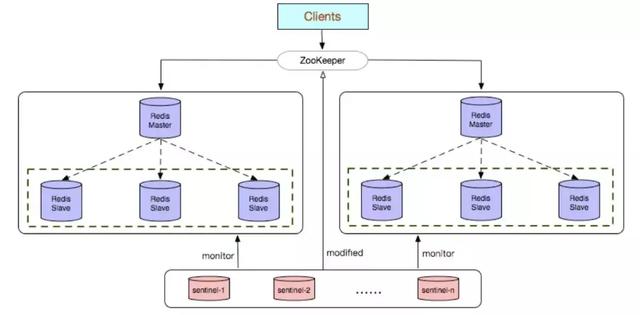 Clients
ZooKeeper
Redis
Master
Redis
Master
Redis
Slave
Redis
Slave
Redis
Slave
Redis
Slave
Redis
Slave
Redis
Slave
monitor
modified
monitor
sentinel-1
sentinel-2
......
sentinel-n